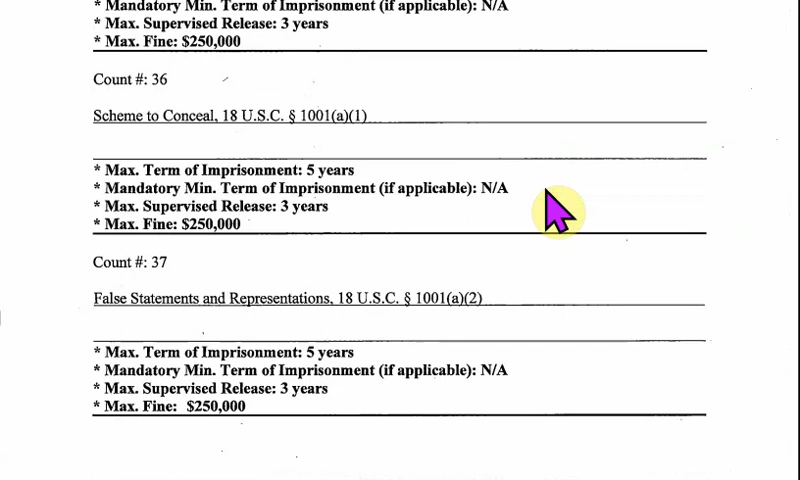 * Mandatory Min. Term of Imprisonment (if applicable): N/A
* Max. Supervised Release: 3 years
* Max. Fine: $250,000
Count #: 36
Scheme to Conceal, 18 U.S.C. § 1001(a)(1)
* Max. Term of Imprisonment: 5 years
* Mandatory Min. Term of Imprisonment (if applicable): N/A
* Max. Supervised Release: 3 years
* Max. Fine: $250,000
Count #: 37
False Statements and Representations, 18 U.S.C. § 1001(a)(2)
* Max. Term of Imprisonment: 5 years
* Mandatory Min. Term of Imprisonment (if applicable): N/A
* Max. Supervised Release: 3 years
* Max. Fine: $250,000